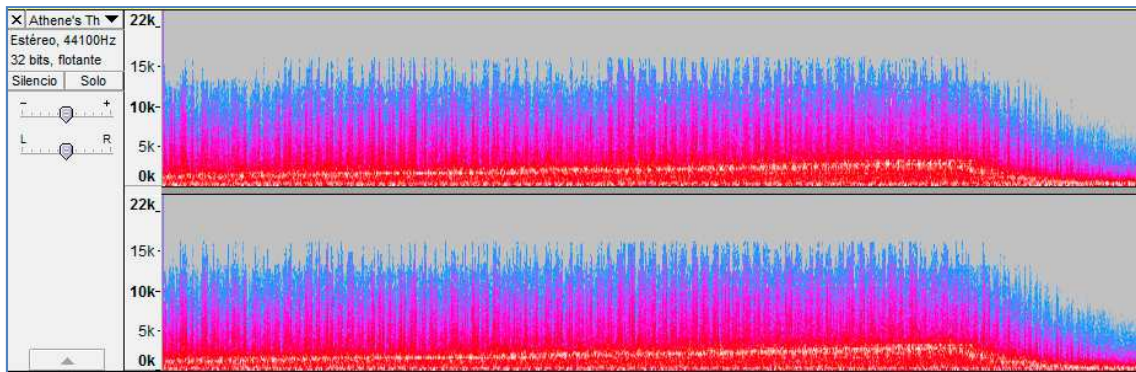 X Athene's Th ▼
Estéreo, 44100Hz
32 bits, flotante
Silencio Solo
- +
L R
22k
15k
10k
5k
0k
22k
15k
10k
5k
0k